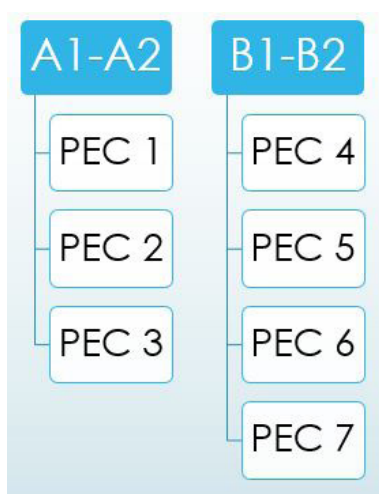 A1-A2
PEC 1
PEC 2
PEC 3
B1-B2
PEC 4
PEC 5
PEC 6
PEC 7